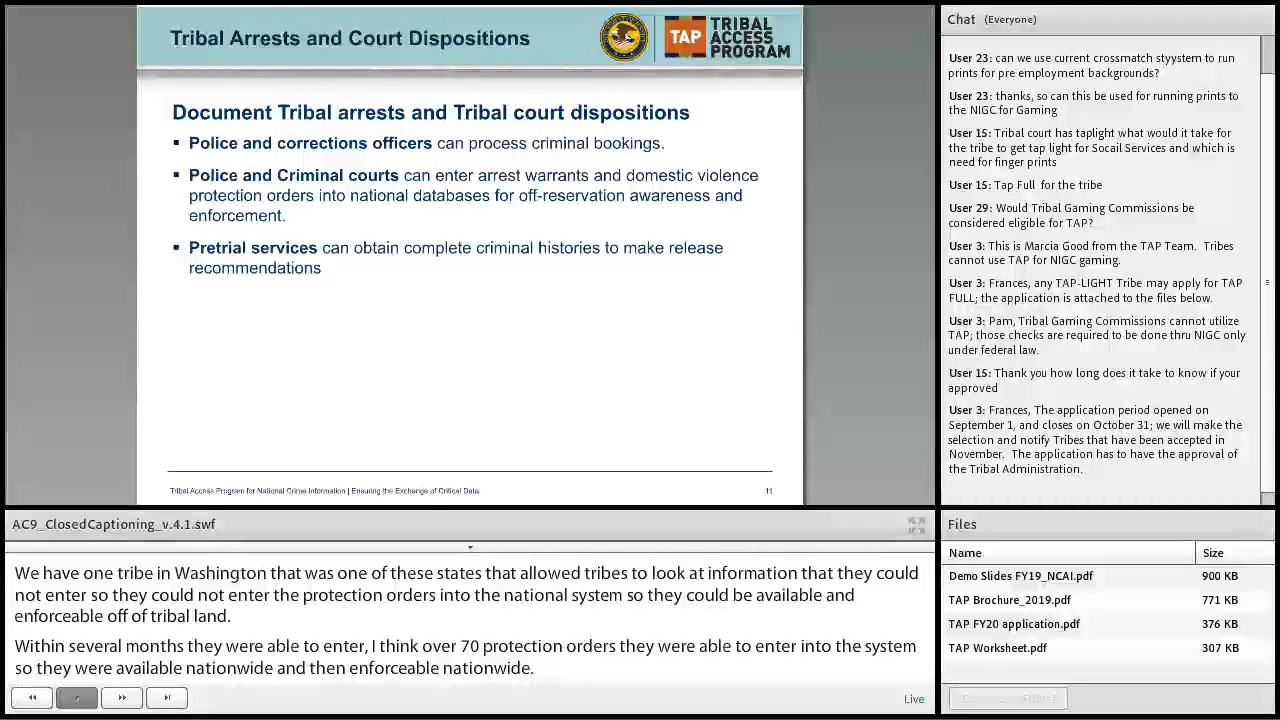 Tribal Arrests and Court Dispositions
TAP
TRIBAL
ACCESS
PROGRAM
Document Tribal arrests and Tribal court dispositions
▪ Police and corrections officers can process criminal bookings.
▪ Police and Criminal courts can enter arrest warrants and domestic violence
protection orders into national databases for off-reservation awareness and
enforcement.
▪ Pretrial services can obtain complete criminal histories to make release
recommendations
Tribal Access Program for National Crime Information | Ensuring the Exchange of Critical Data
11
Chat (Everyone)
User 23: can we use current crossmatch styystem to run
prints for pre employment backgrounds?
User 23: thanks, so can this be used for running prints to
the NIGC for Gaming
User 15: Tribal court has taplight what would it take for
the tribe to get tap light for Socail Services and which is
need for finger prints
User 15: Tap Full for the tribe
User 29: Would Tribal Gaming Commissions be
considered eligible for TAP?
User 3: This is Marcia Good from the TAP Team. Tribes
cannot use TAP for NIGC gaming.
User 3: Frances, any TAP-LIGHT Tribe may apply for TAP
FULL; the application is attached to the files below.
User 3: Pam, Tribal Gaming Commissions cannot utilize
TAP; those checks are required to be done thru NIGC only
under federal law.
User 15: Thank you how long does it take to know if your
approved
User 3: Frances, The application period opened on
September 1, and closes on October 31; we will make the
selection and notify Tribes that have been accepted in
November. The application has to have the approval of
the Tribal Administration.
AC9_ClosedCaptioning_v.4.1.swf
We have one tribe in Washington that was one of these states that allowed tribes to look at information that they could
not enter so they could not enter the protection orders into the national system so they could be available and
enforceable off of tribal land.
Within several months they were able to enter, I think over 70 protection orders they were able to enter into the system
so they were available nationwide and then enforceable nationwide.
Live
Files
Name Size
Demo Slides FY19_NCAI.pdf 900 KB
TAP Brochure_2019.pdf 771 KB
TAP FY20 application.pdf 376 KB
TAP Worksheet.pdf 307 KB